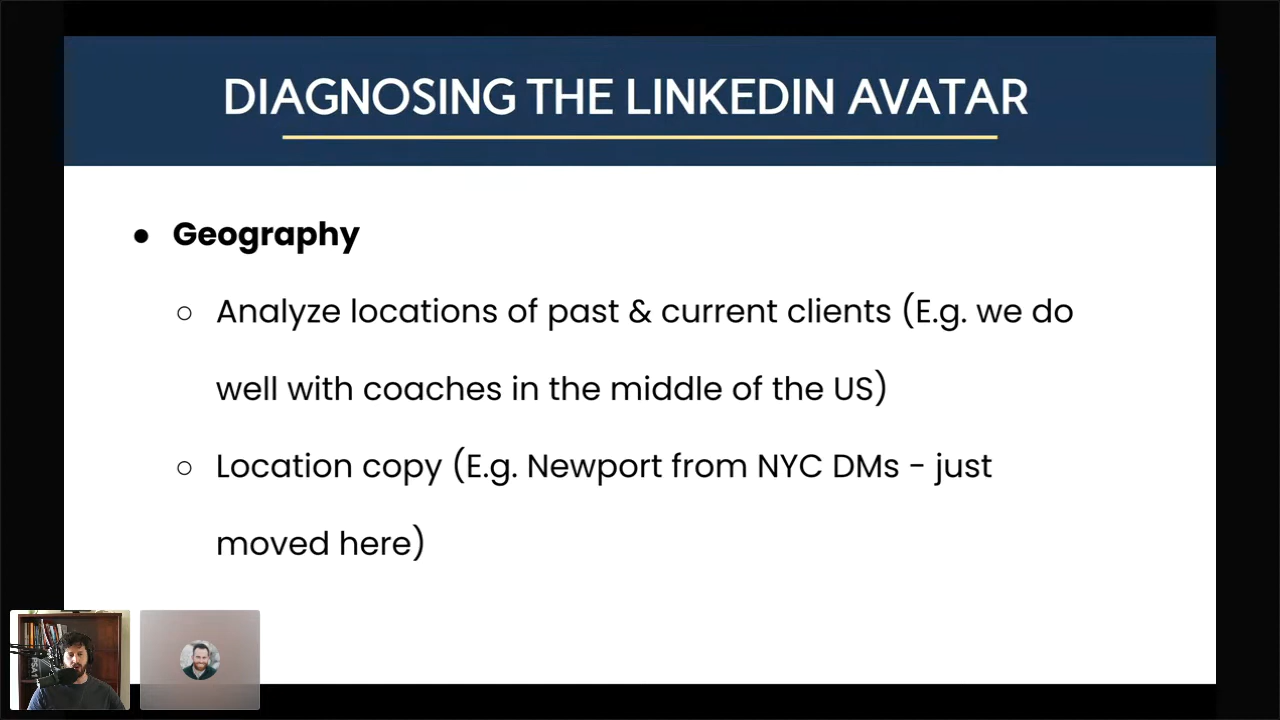 DIAGNOSING THE LINKEDIN AVATAR
● Geography
○ Analyze locations of past & current clients (E.g. we do
well with coaches in the middle of the US)
○ Location copy (E.g. Newport from NYC DMs - just
moved here)